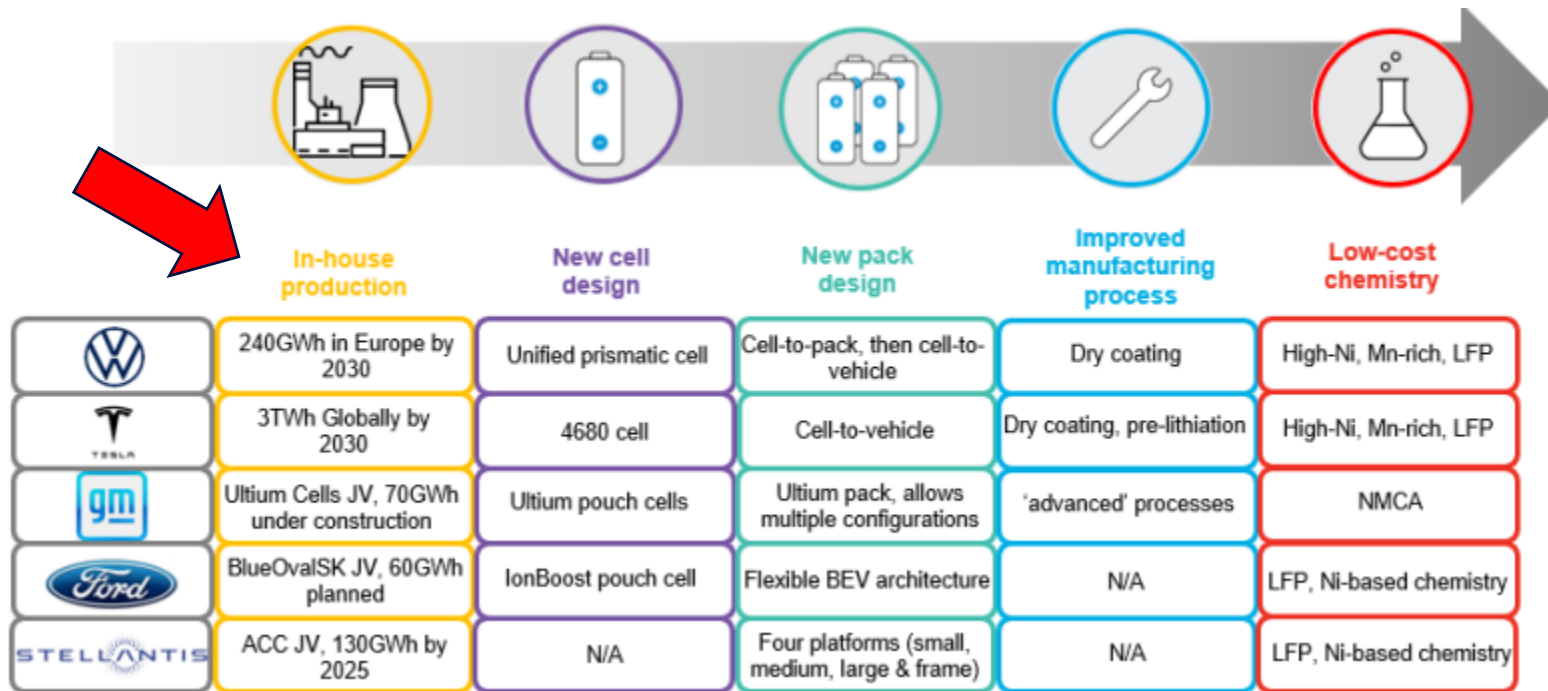 In-house
production
New cell
design
New pack
design
Improved
manufacturing
process
Low-cost
chemistry
240GWh in Europe by
2030
Unified prismatic cell
Cell-to-pack, then cell-to-
vehicle
Dry coating
High-Ni, Mn-rich, LFP
TESLA
3TWh Globally by
2030
4680 cell
Cell-to-vehicle
Dry coating, pre-lithiation
High-Ni, Mn-rich, LFP
gm
Ultium Cells JV, 70GWh
under construction
Ultium pouch cells
Ultium pack, allows
multiple configurations
‘advanced’ processes
NMCA
Ford
BlueOvalSK JV, 60GWh
planned
IonBoost pouch cell
Flexible BEV architecture
N/A
LFP, Ni-based chemistry
STELLANTIS
ACC JV, 130GWh by
2025
N/A
Four platforms (small,
medium, large & frame)
N/A
LFP, Ni-based chemistry